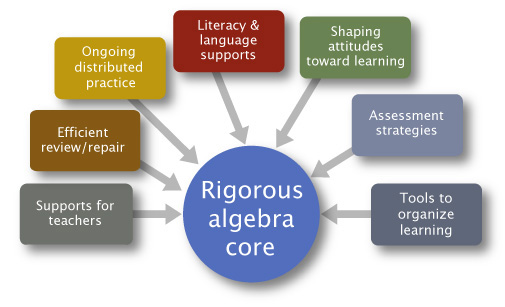 Literacy &
language
supports
Shaping
attitudes
toward learning
Ongoing
distributed
practice
Assessment
strategies
Efficient
review/repair
Supports for
teachers
Rigorous
algebra
core
Tools to
organize
learning